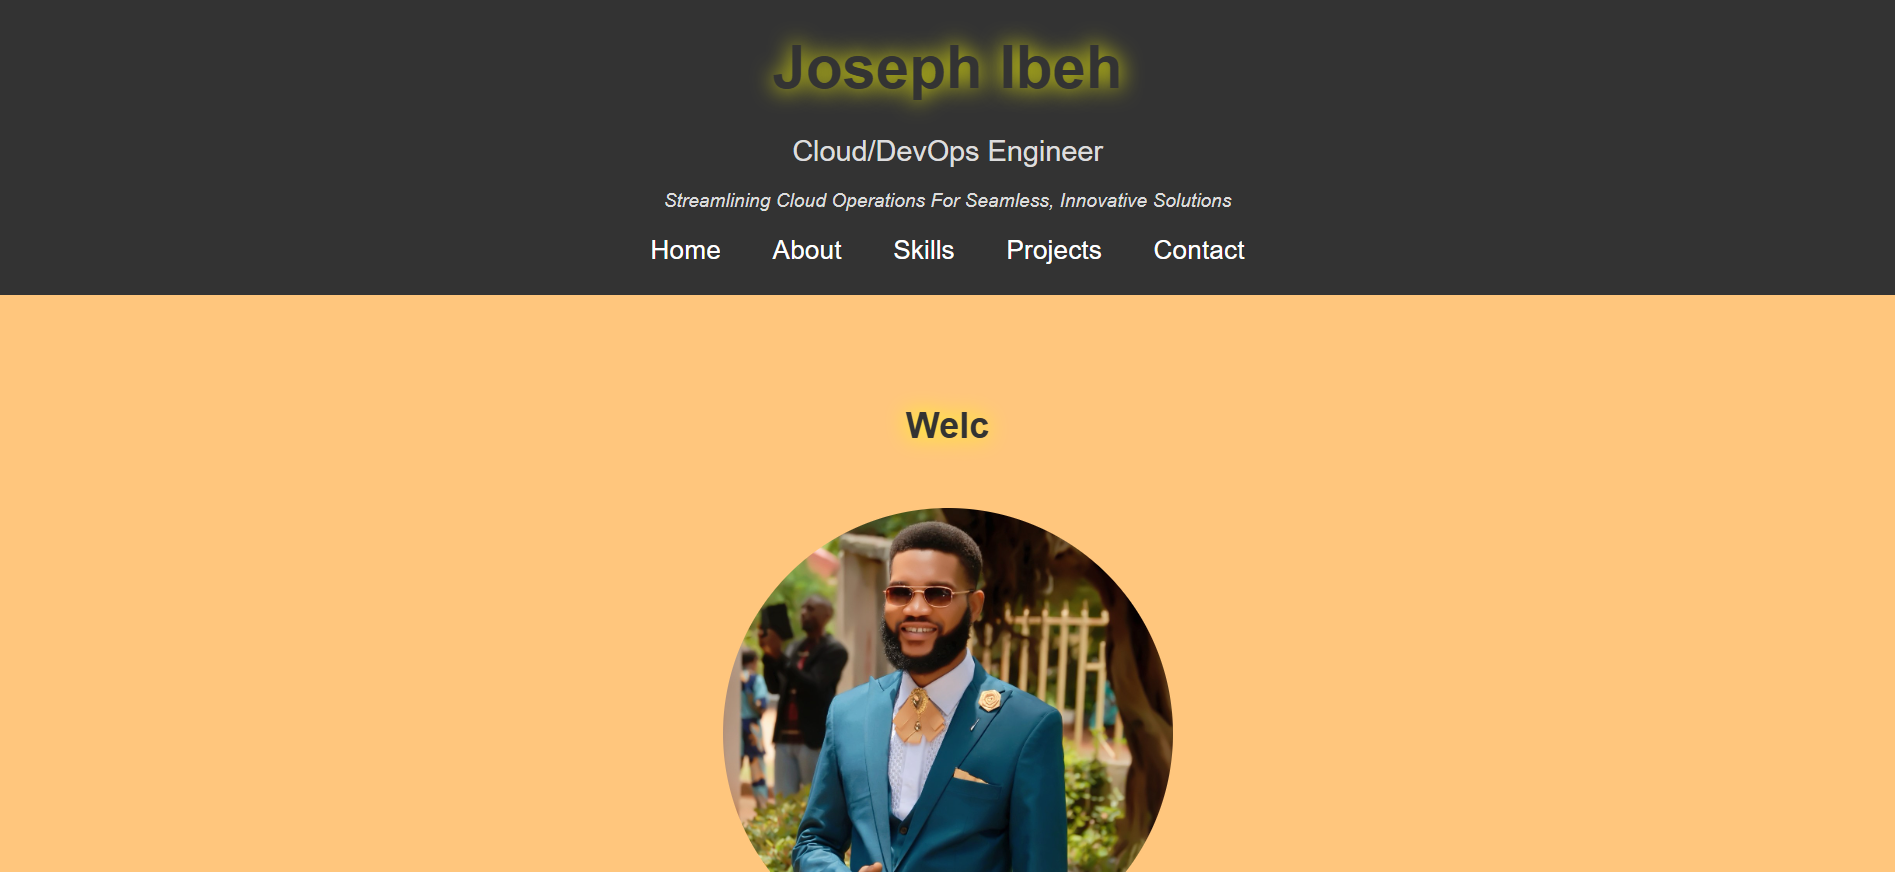 Joseph Ibeh
Cloud/DevOps Engineer
Streamlining Cloud Operations For Seamless, Innovative Solutions
Home About Skills Projects Contact
Welc